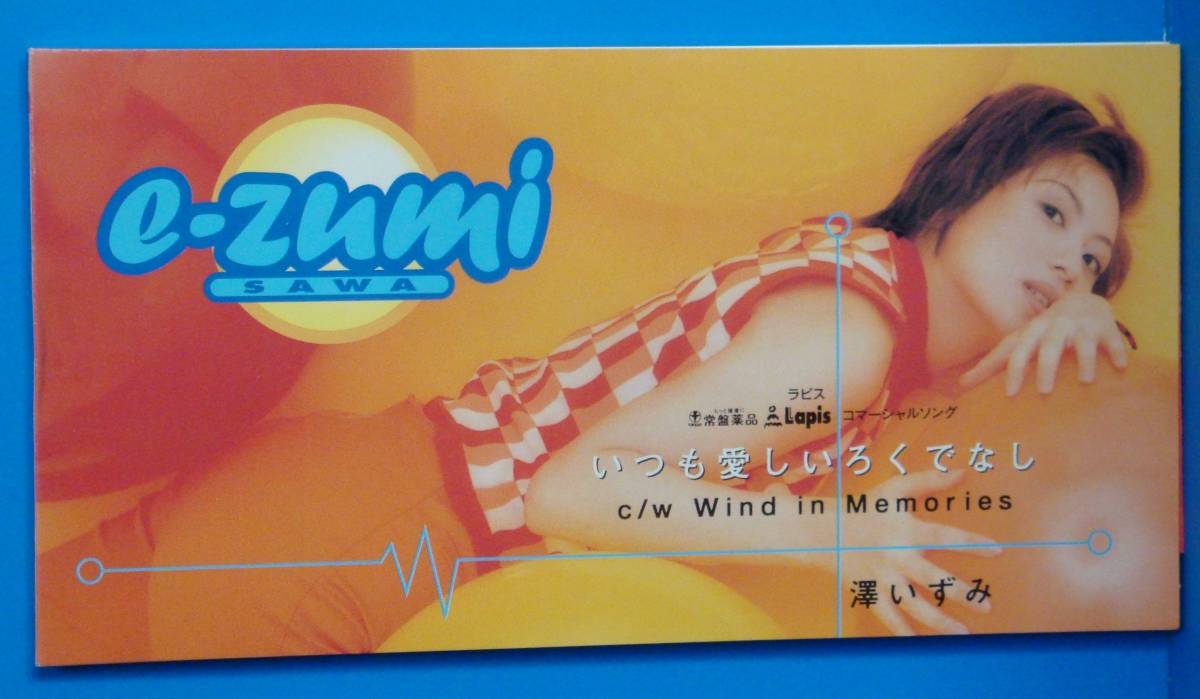 e-zumi
SAWA
ラピス
常盤薬品 Lapis コマーシャルソング
いつも愛しいろくでなし
c/w Wind in Memories
澤いずみ